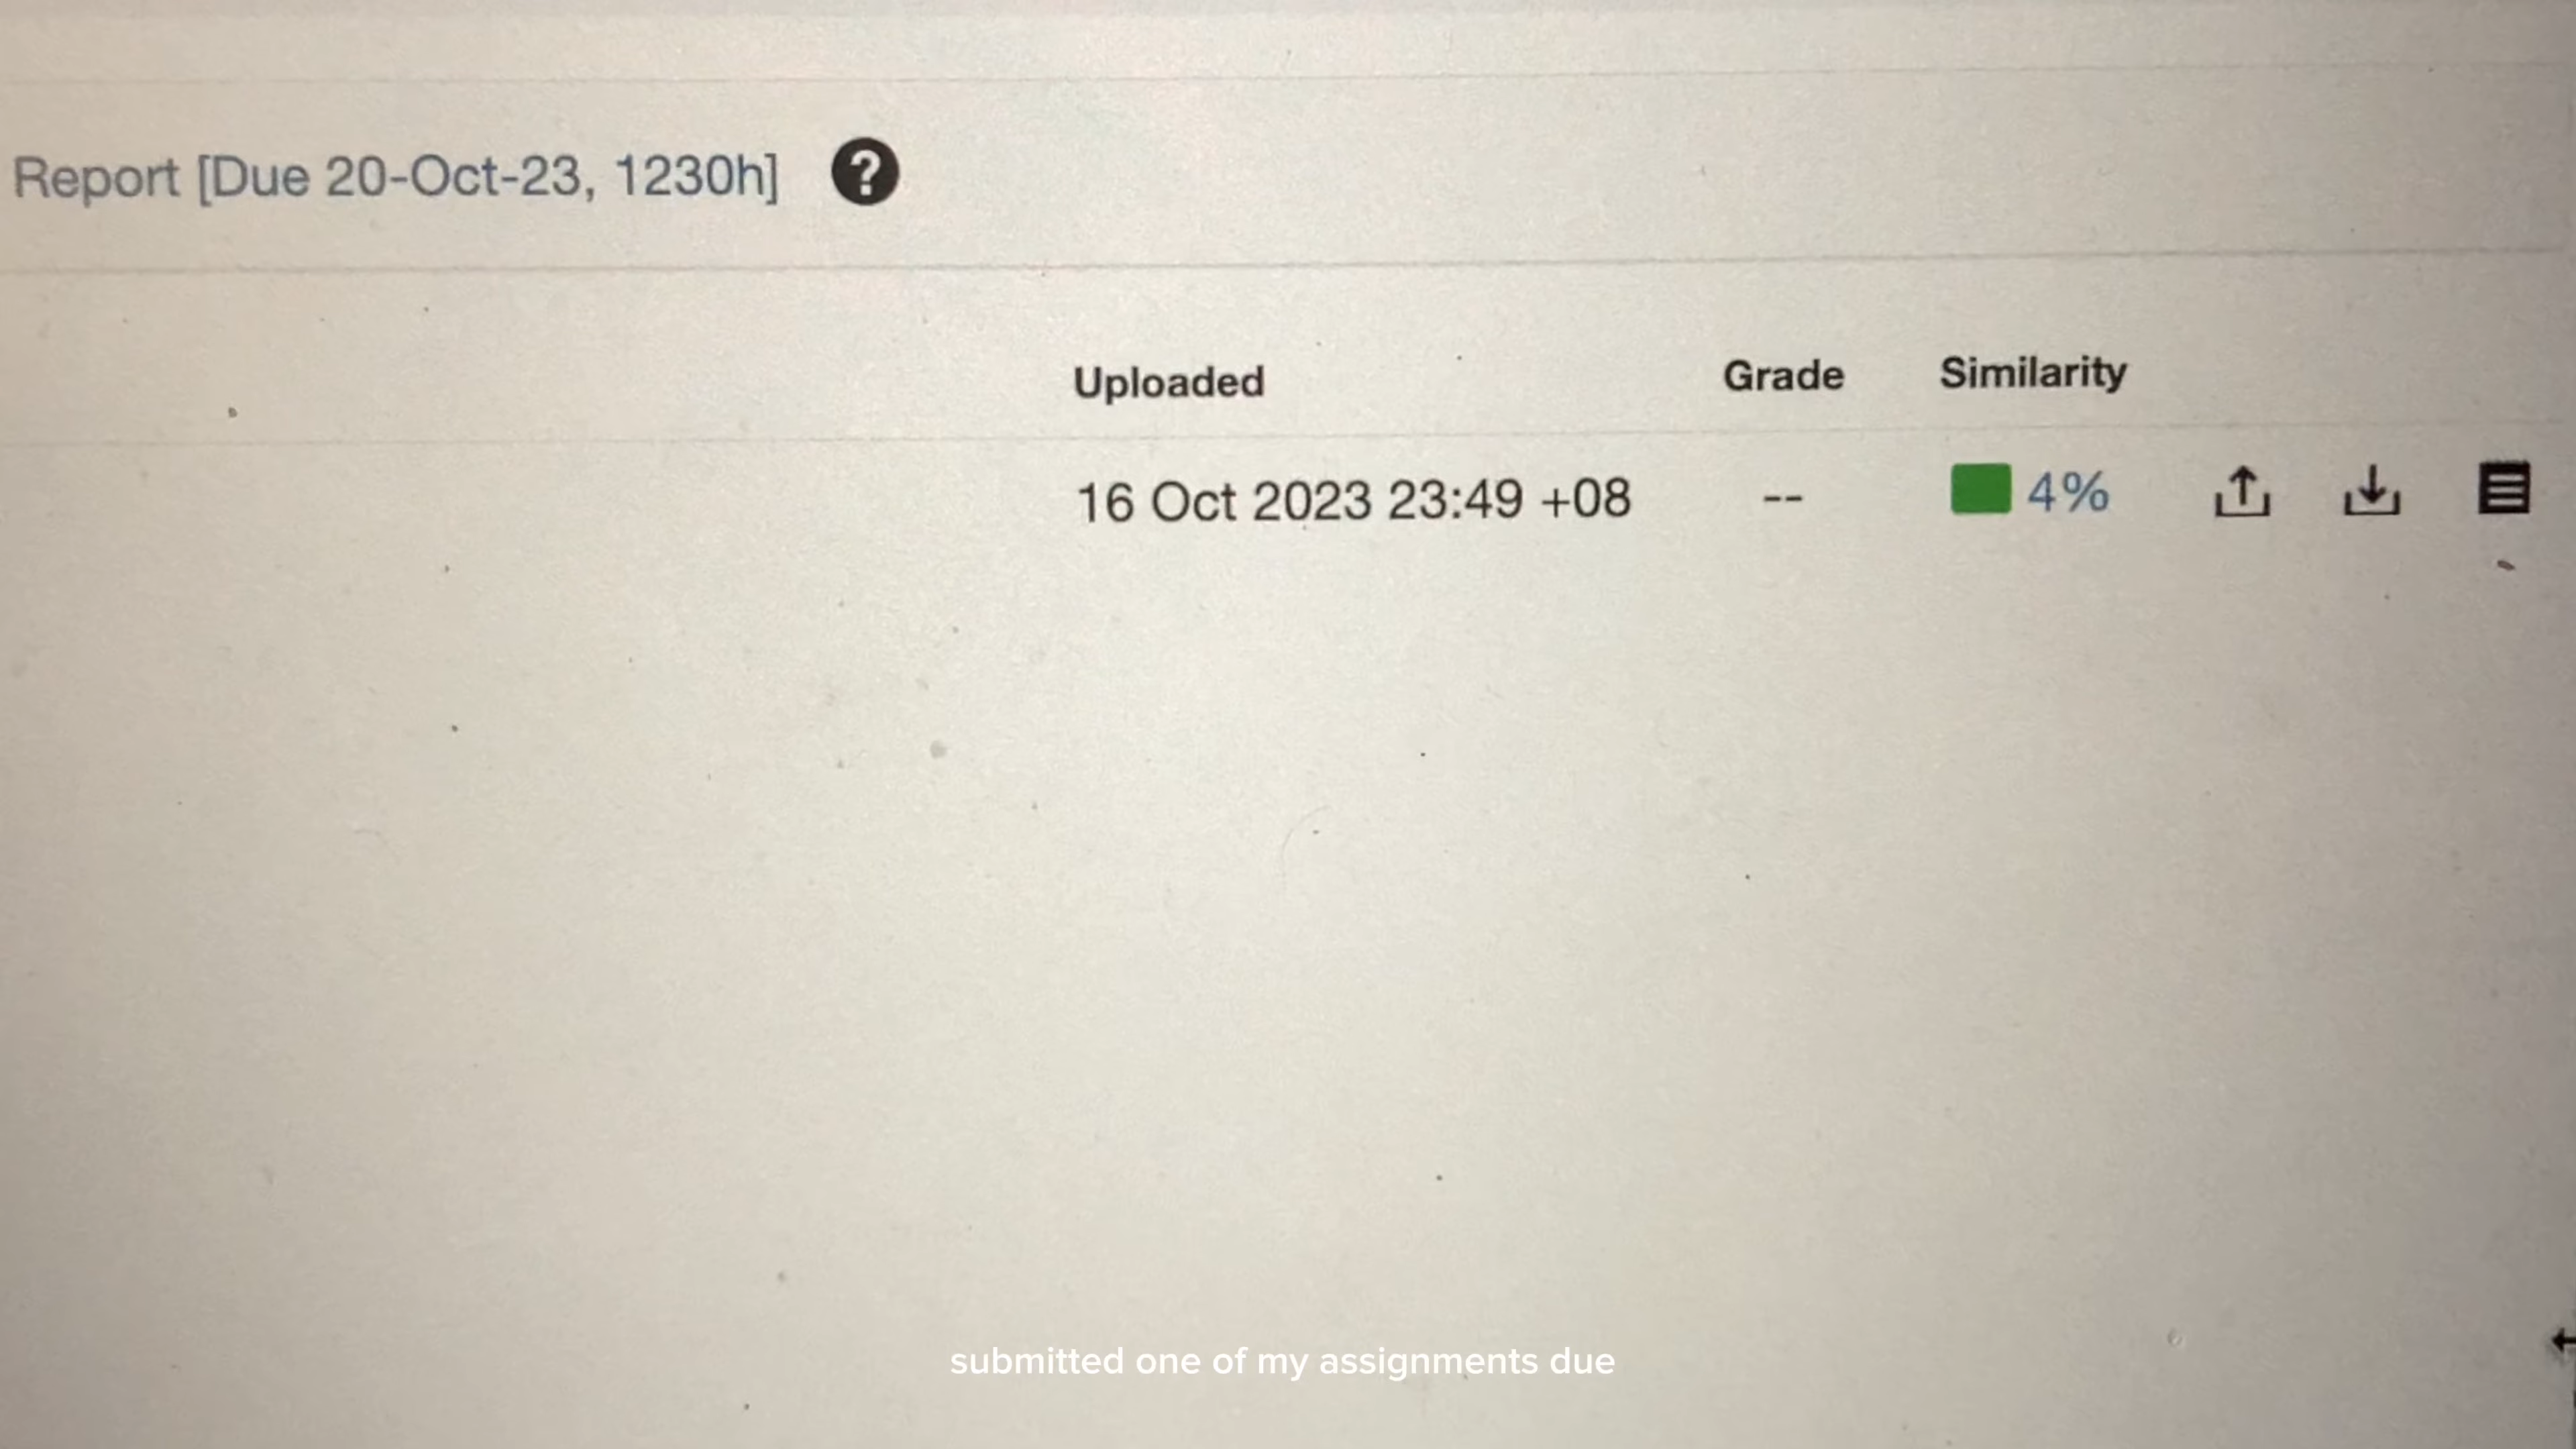 Report [Due 20-Oct-23, 1230h] ?
Uploaded Grade Similarity
16 Oct 2023 23:49 +08 -- 4%
submitted one of my assignments due